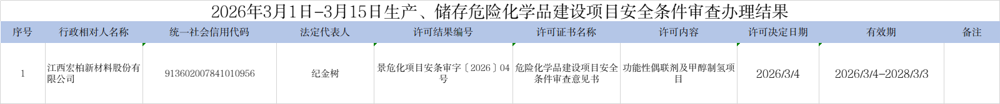 2026年3月1日-3月15日生产、储存危险化学品建设项目安全条件审查办理结果
序号 行政相对人名称 统一社会信用代码 法定代表人 许可结果编号 许可证书名称 许可内容 许可决定日期 有效期 备注
1 江西宏柏新材料股份有限公司 913602007841010956 纪金树 景危化项目安条审字〔2026〕04号 危险化学品建设项目安全条件审查意见书 功能性偶联剂及甲醇制氢项目 2026/3/4 2026/3/4-2028/3/3